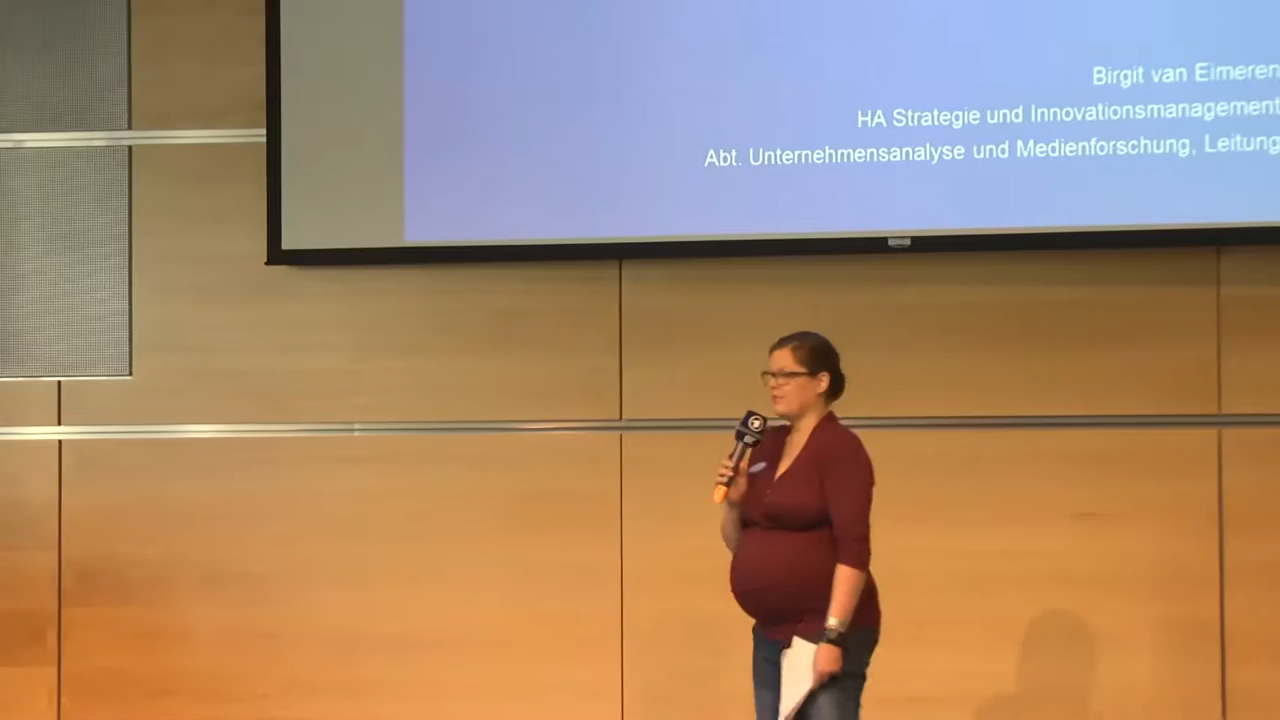 Birgit van Eimeren
HA Strategie und Innovationsmanagement
Abt. Unternehmensanalyse und Medienforschung, Leitung